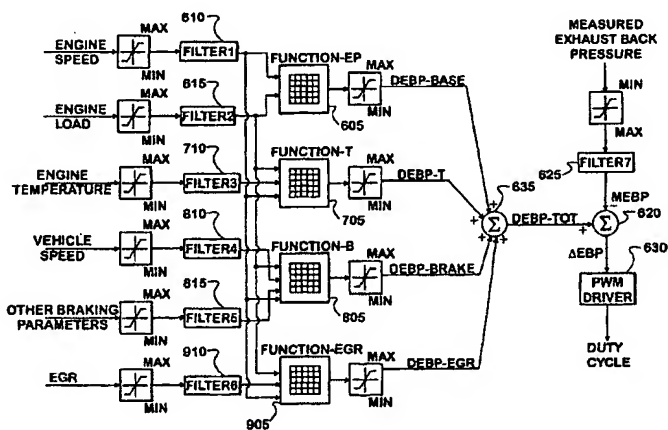 610
MAX
ENGINE
SPEED
FILTER1
MIN
FUNCTION-EP
MAX
DEBP-BASE
MIN
605
MEASURED
EXHAUST BACK
PRESSURE
MIN
MAX
625
FILTER7
MEBP
615
MAX
ENGINE
LOAD
FILTER2
MIN
FUNCTION-T
MAX
DEBP-T
MIN
705
710
MAX
ENGINE
TEMPERATURE
FILTER3
MIN
635
+
+
+
+
+
Σ
DEBP-TOT
+
-
Σ
620
ΔEBP
630
PWM
DRIVER
DUTY
CYCLE
810
MAX
VEHICLE
SPEED
FILTER4
MIN
FUNCTION-B
MAX
DEBP-BRAKE
MIN
805
815
MAX
OTHER BRAKING
PARAMETERS
FILTER5
MIN
FUNCTION-EGR
MAX
DEBP-EGR
MIN
905
910
MAX
EGR
FILTER6
MIN